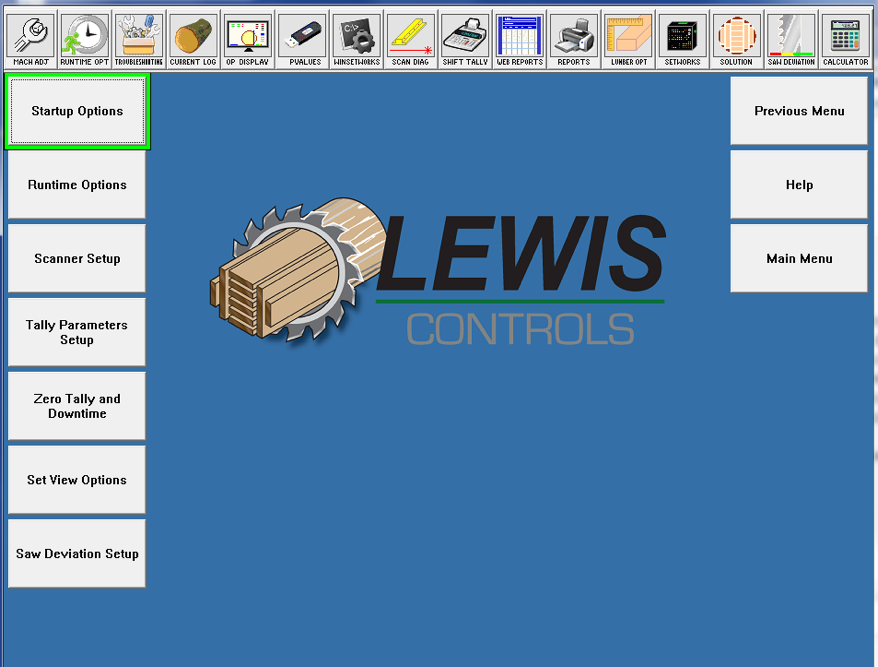 MACH ADJ
RUNTIME OPT
TROUBLESHOOTING
CURRENT LOG
OP DISPLAY
PVALUES
C:\>
WINSETWORKS
SCAN DIAG
SHIFT TALLY
WEB REPORTS
REPORTS
LUMBER OPT
SETWORKS
SOLUTION
SAW DEVIATION
CALCULATOR
Startup Options
Runtime Options
Scanner Setup
Tally Parameters
Setup
Zero Tally and
Downtime
Set View Options
Saw Deviation Setup
LEWIS
CONTROLS
Previous Menu
Help
Main Menu